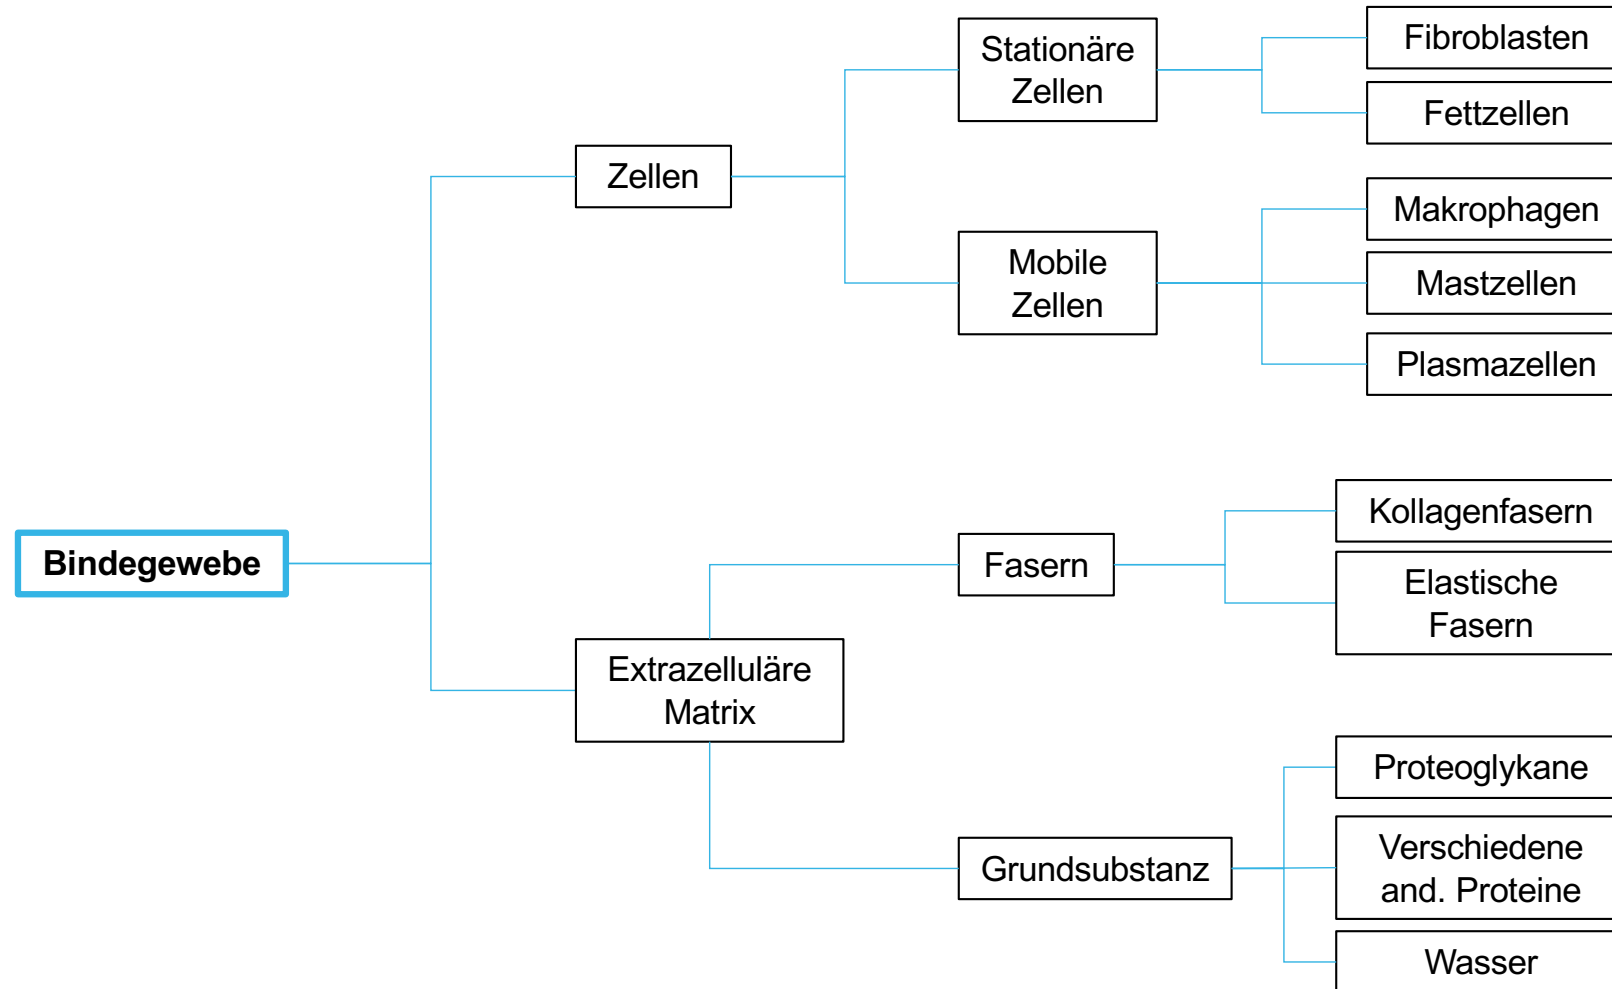 Stationäre
Zellen
Fibroblasten
Fettzellen
Zellen
Makrophagen
Mobile
Zellen
Mastzellen
Plasmazellen
Bindegewebe
Kollagenfasern
Fasern
Elastische
Fasern
Extrazelluläre
Matrix
Proteoglykane
Grundsubstanz
Verschiedene
and. Proteine
Wasser